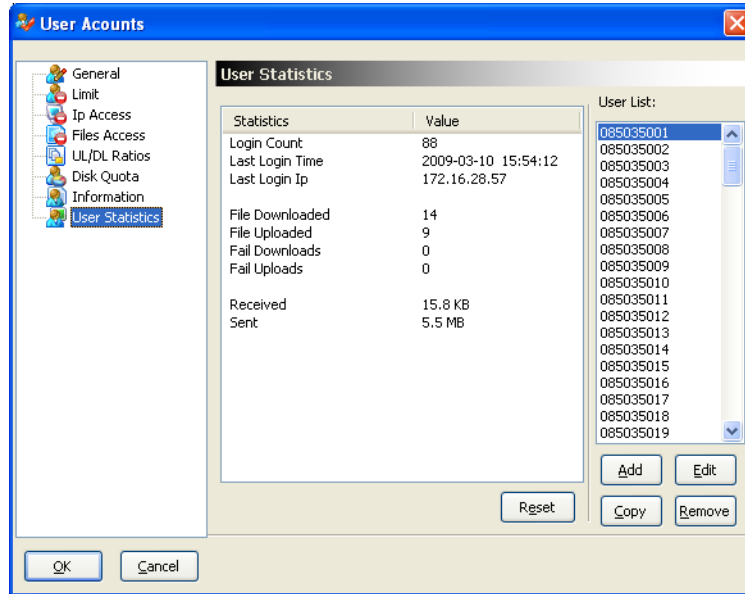 User Acounts
General
Limit
Ip Access
Files Access
UL/DL Ratios
Disk Quota
Information
User Statistics
User Statistics
Statistics Value
Login Count 88
Last Login Time 2009-03-10 15:54:12
Last Login Ip 172.16.28.57
File Downloaded 14
File Uploaded 9
Fail Downloads 0
Fail Uploads 0
Received 15.8 KB
Sent 5.5 MB
Reset
User List:
085035001
085035002
085035003
085035004
085035005
085035006
085035007
085035008
085035009
085035010
085035011
085035012
085035013
085035014
085035015
085035016
085035017
085035018
085035019
Add Edit
Copy Remove
OK Cancel